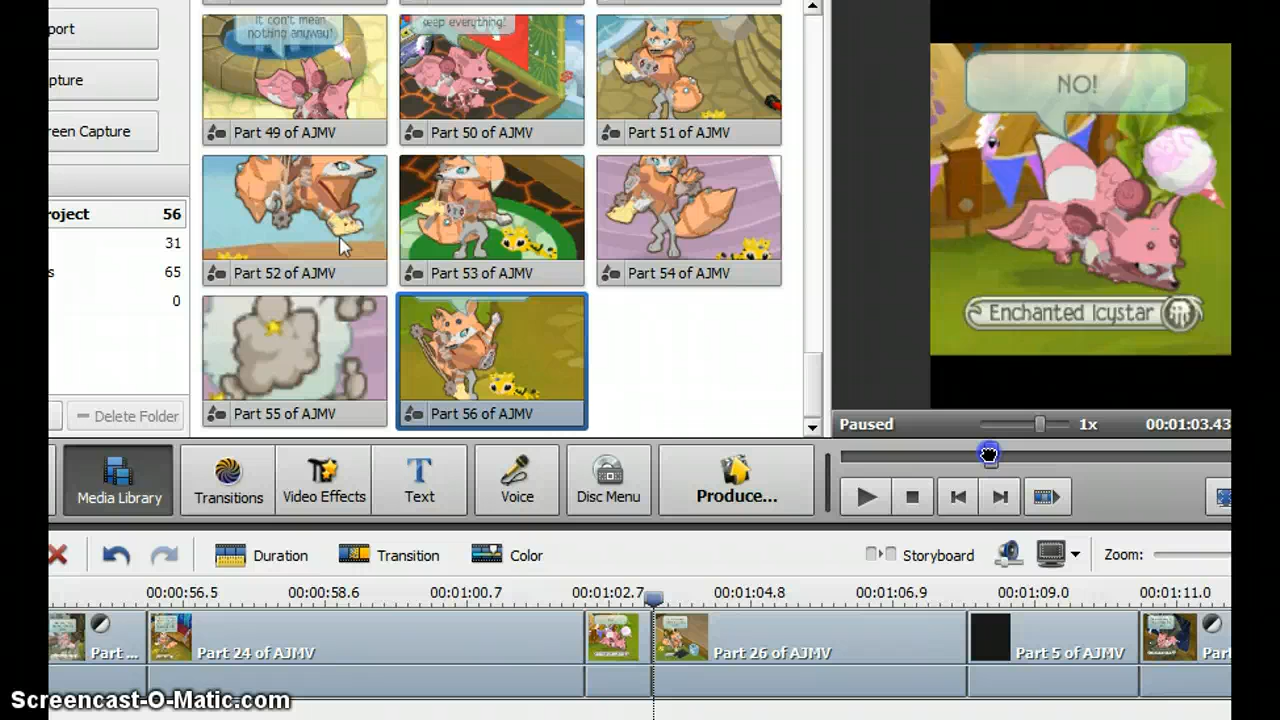 port
It con't mean
nothing anyway!
keep everything!
pture
Part 49 of AJMV
Part 50 of AJMV
Part 51 of AJMV
reen Capture
NO!
roject 56
31
Part 52 of AJMV
Part 53 of AJMV
Part 54 of AJMV
s 65
0
Enchanted Icystar
Delete Folder
Part 55 of AJMV
Part 56 of AJMV
Paused 1x 00:01:03.43
Media Library
Transitions
Video Effects
Text
Voice
Disc Menu
Produce...
Duration
Transition
Color
Storyboard
Zoom:
00:00:56.5 00:00:58.6 00:01:00.7 00:01:02.7 00:01:04.8 00:01:06.9 00:01:09.0 00:01:11.0
Part ... Part 24 of AJMV Part 26 of AJMV Part 5 of AJMV Part
Screencast-O-Matic.com